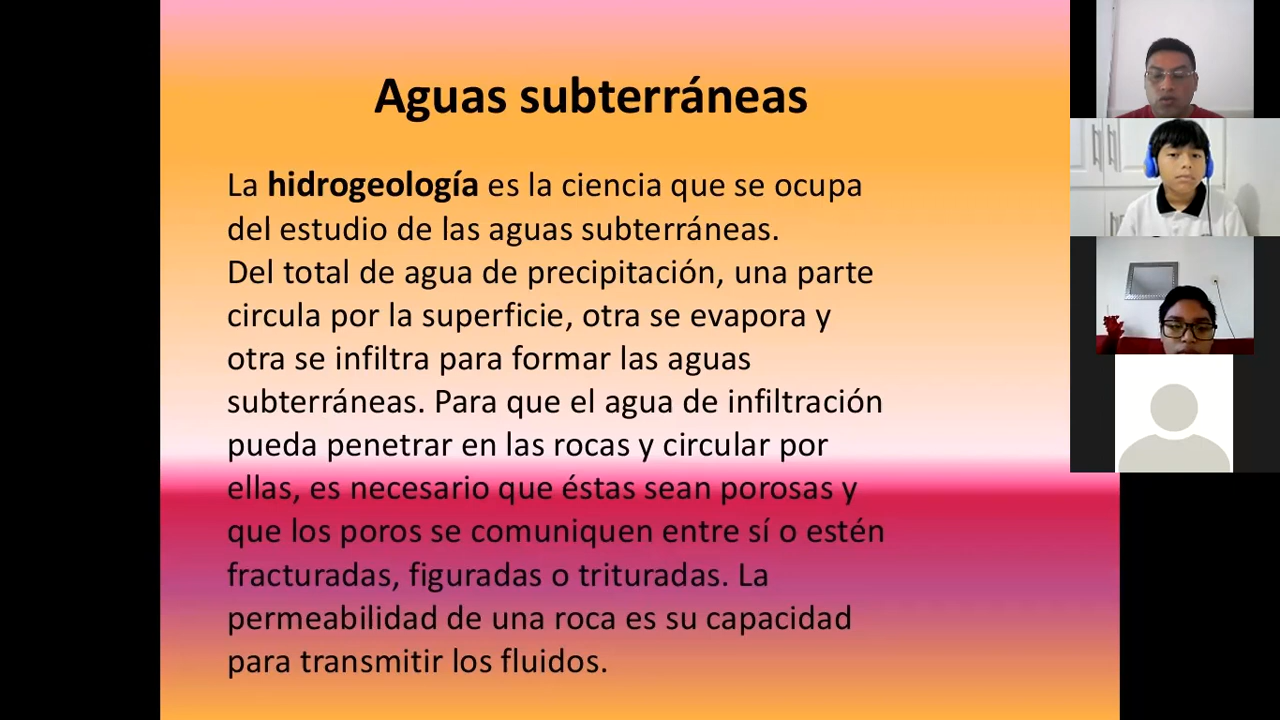 Aguas subterráneas
La hidrogeología es la ciencia que se ocupa
del estudio de las aguas subterráneas.
Del total de agua de precipitación, una parte
circula por la superficie, otra se evapora y
otra se infiltra para formar las aguas
subterráneas. Para que el agua de infiltración
pueda penetrar en las rocas y circular por
ellas, es necesario que éstas sean porosas y
que los poros se comuniquen entre sí o estén
fracturadas, figuradas o trituradas. La
permeabilidad de una roca es su capacidad
para transmitir los fluidos.